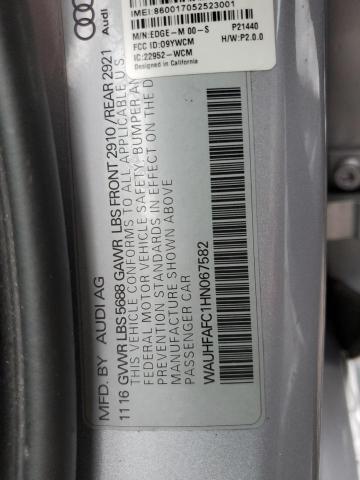 IMEI:860017052523001
M/N:EDGE-M 00-S P21440
FCC ID:O9YWCM H/W:P2.0.0
IC:22952-WCM
Designed in California
Audi
MFD. BY AUDI AG
11 16 GVWR LBS 5688 GAWR LBS FRONT 2910 /REAR 2921
THIS VEHICLE CONFORMS TO ALL APPLICABLE U.S.
FEDERAL MOTOR VEHICLE SAFETY, BUMPER, AND
PREVENTION STANDARDS IN EFFECT ON THE D
MANUFACTURE SHOWN ABOVE
PASSENGER CAR
WAUHFAFC1HN067582